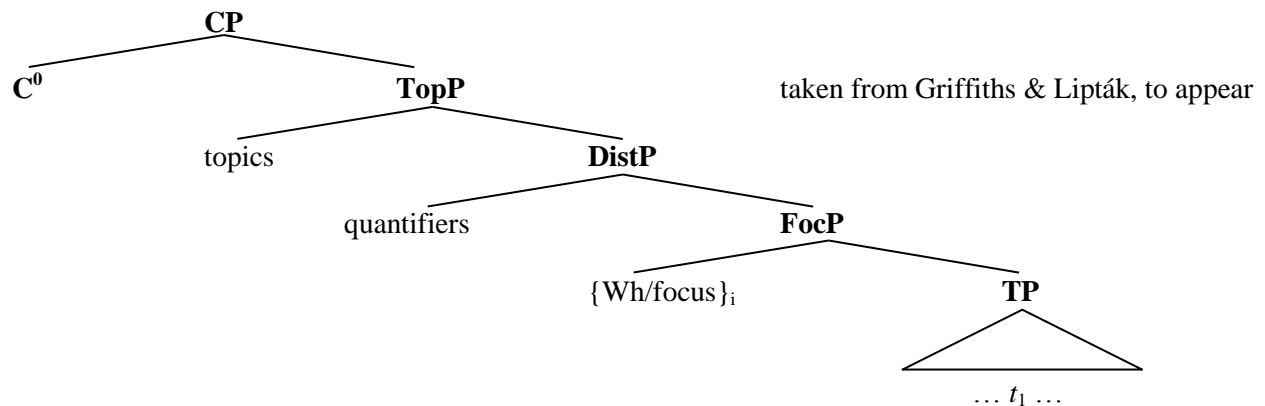 CP
C⁰ TopP taken from Griffiths & Lipták, to appear
topics DistP
quantifiers FocP
{Wh/focus}ᵢ TP
… t₁ …